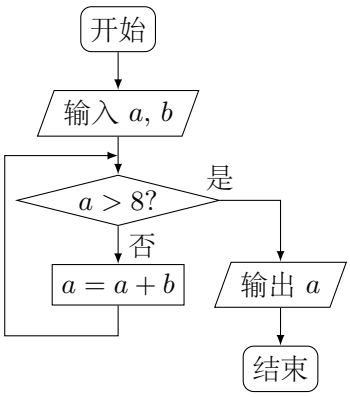 开始
输入 a, b
a > 8?
是
否
a = a + b
输出 a
结束